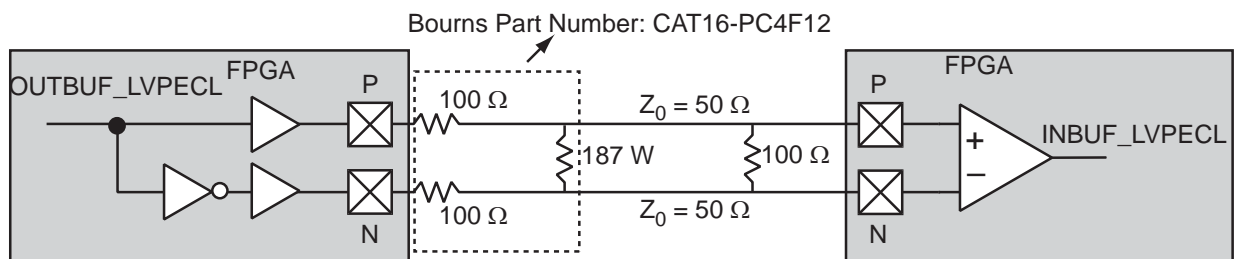 Bourns Part Number: CAT16-PC4F12
OUTBUF_LVPECL
FPGA
P
100 Ω
Z0 = 50 Ω
187 W
100 Ω
100 Ω
N
Z0 = 50 Ω
FPGA
P
+
−
INBUF_LVPECL
N